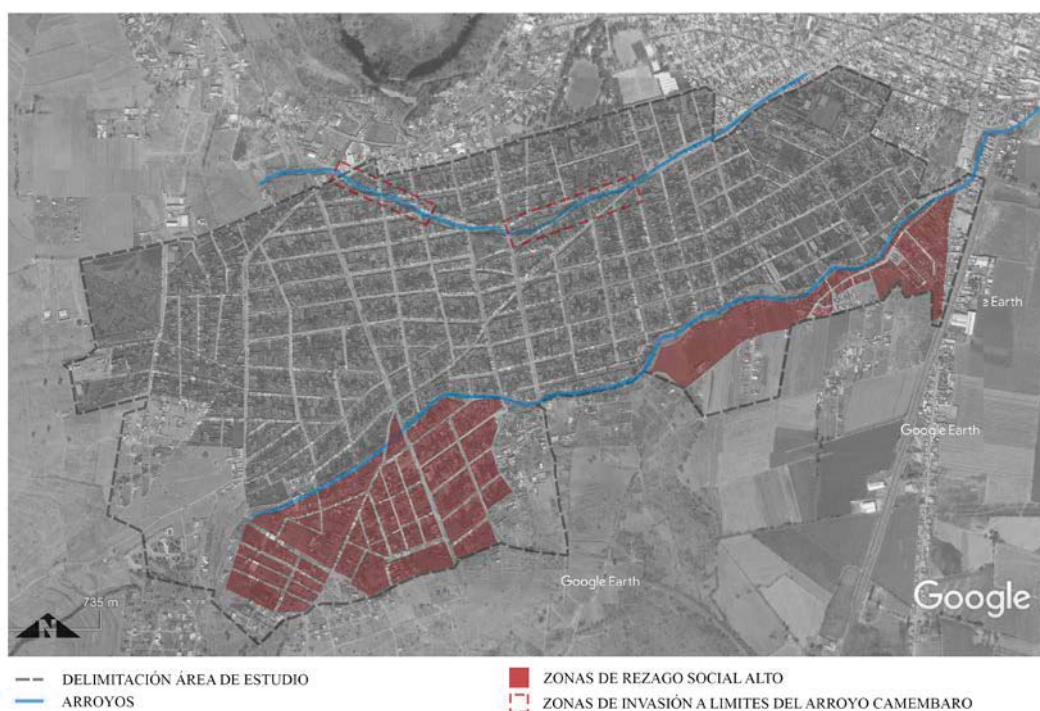 e Earth
Google Earth
Google Earth
Google
735 m
N
DELIMITACIÓN ÁREA DE ESTUDIO
ARROYOS
ZONAS DE REZAGO SOCIAL ALTO
ZONAS DE INVASIÓN A LIMITES DEL ARROYO CAMEMBARO